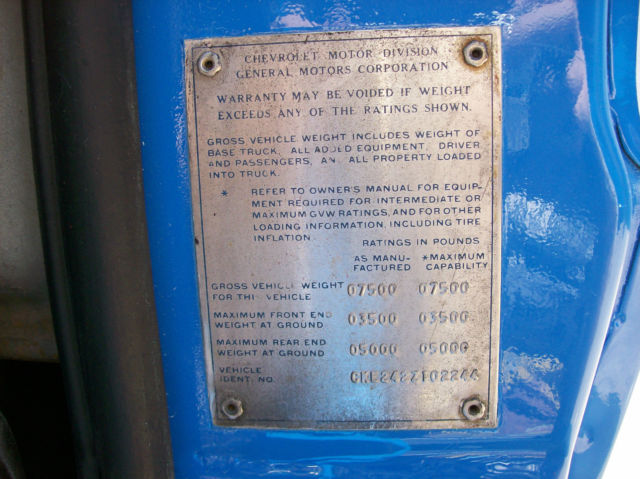 CHEVROLET MOTOR DIVISION
GENERAL MOTORS CORPORATION
WARRANTY MAY BE VOIDED IF WEIGHT
EXCEEDS ANY OF THE RATINGS SHOWN.
GROSS VEHICLE WEIGHT INCLUDES WEIGHT OF
BASE TRUCK, ALL ADDED EQUIPMENT, DRIVER
AND PASSENGERS, AN ALL PROPERTY LOADED
INTO TRUCK.
* REFER TO OWNER'S MANUAL FOR EQUIP-
MENT REQUIRED FOR INTERMEDIATE OR
MAXIMUM GVW RATINGS, AND FOR OTHER
LOADING INFORMATION, INCLUDING TIRE
INFLATION.
RATINGS IN POUNDS
AS MANU- *MAXIMUM
FACTURED CAPABILITY
GROSS VEHICLE WEIGHT 07500 07500
FOR THIS VEHICLE
MAXIMUM FRONT END 03500 03500
WEIGHT AT GROUND
MAXIMUM REAR END 05000 05000
WEIGHT AT GROUND
VEHICLE
IDENT. NO.